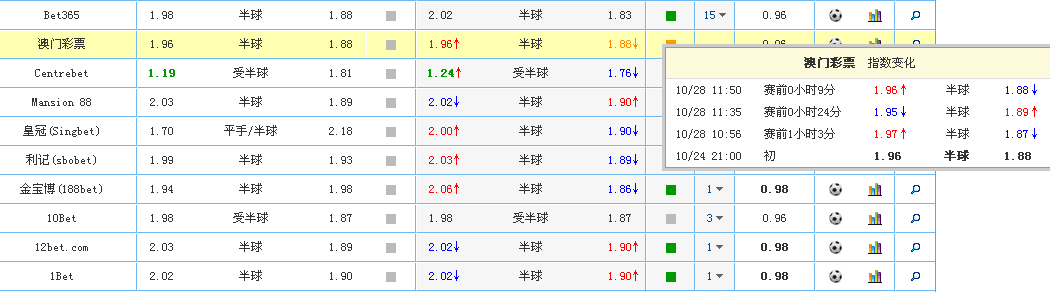 Bet365 1.98 半球 1.88 2.02 半球 1.83 15 0.96
澳门彩票 1.96 半球 1.88 1.96↑ 半球 1.88↓
Centrebet 1.19 受半球 1.81 1.24↑ 受半球 1.76↓
Mansion 88 2.03 半球 1.89 2.02↓ 半球 1.90↑
皇冠(Singbet) 1.70 平手/半球 2.18 2.00↑ 半球 1.90↓
利记(sbobet) 1.99 半球 1.93 2.03↑ 半球 1.89↓
金宝博(188bet) 1.94 半球 1.98 2.06↑ 半球 1.86↓ 1 0.98
10Bet 1.98 受半球 1.87 1.98 受半球 1.87 3 0.96
12bet.com 2.03 半球 1.89 2.02↓ 半球 1.90↑ 1 0.98
1Bet 2.02 半球 1.90 2.02↓ 半球 1.90↑ 1 0.98
澳门彩票 指数变化
10/28 11:50 赛前0小时9分 1.96↑ 半球 1.88↓
10/28 11:35 赛前0小时24分 1.95↓ 半球 1.89↑
10/28 10:56 赛前1小时3分 1.97↑ 半球 1.87↓
10/24 21:00 初 1.96 半球 1.88